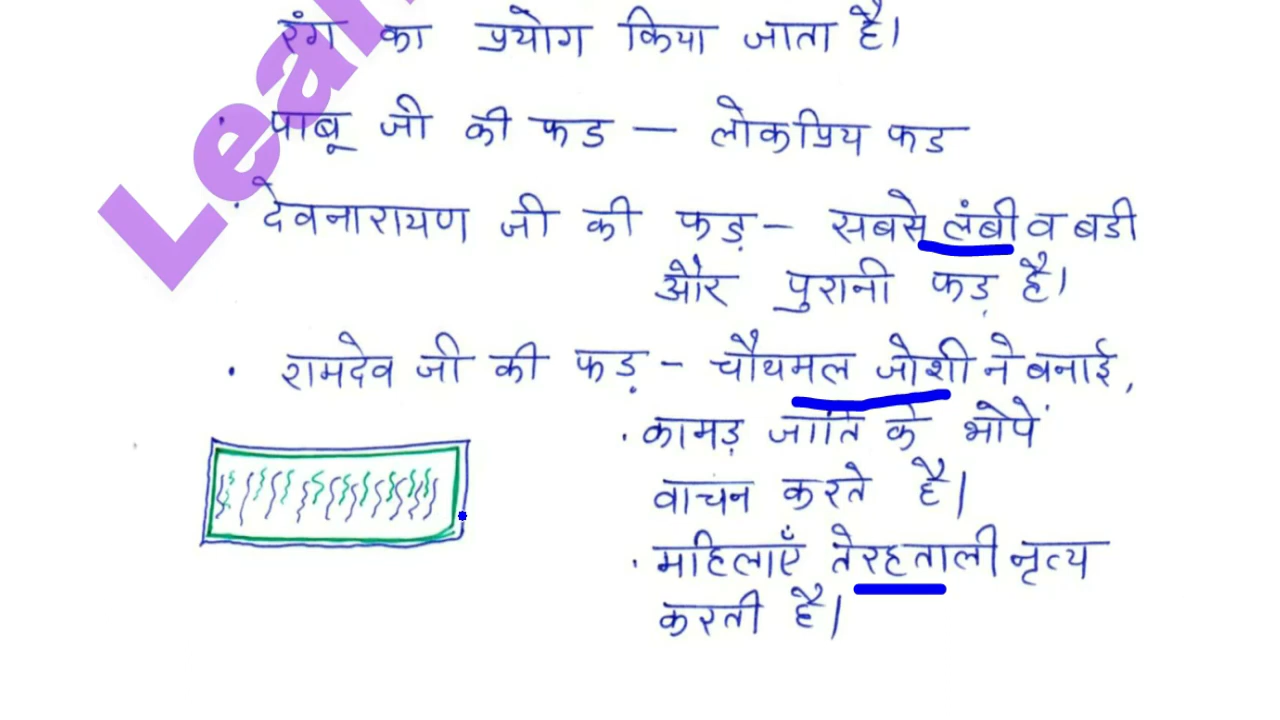 रंग का प्रयोग किया जाता है।
· पाबू जी की फड – लोकप्रिय फड
· देवनारायण जी की फड़ – सबसे लंबी व बडी
और पुरानी फड़ है।
· रामदेव जी की फड़ – चौथमल जोशी ने बनाई,
· कामड़ जाति के भोपें
वाचन करते है।
· महिलाएँ तेरहताली नृत्य
करती है।
Lear